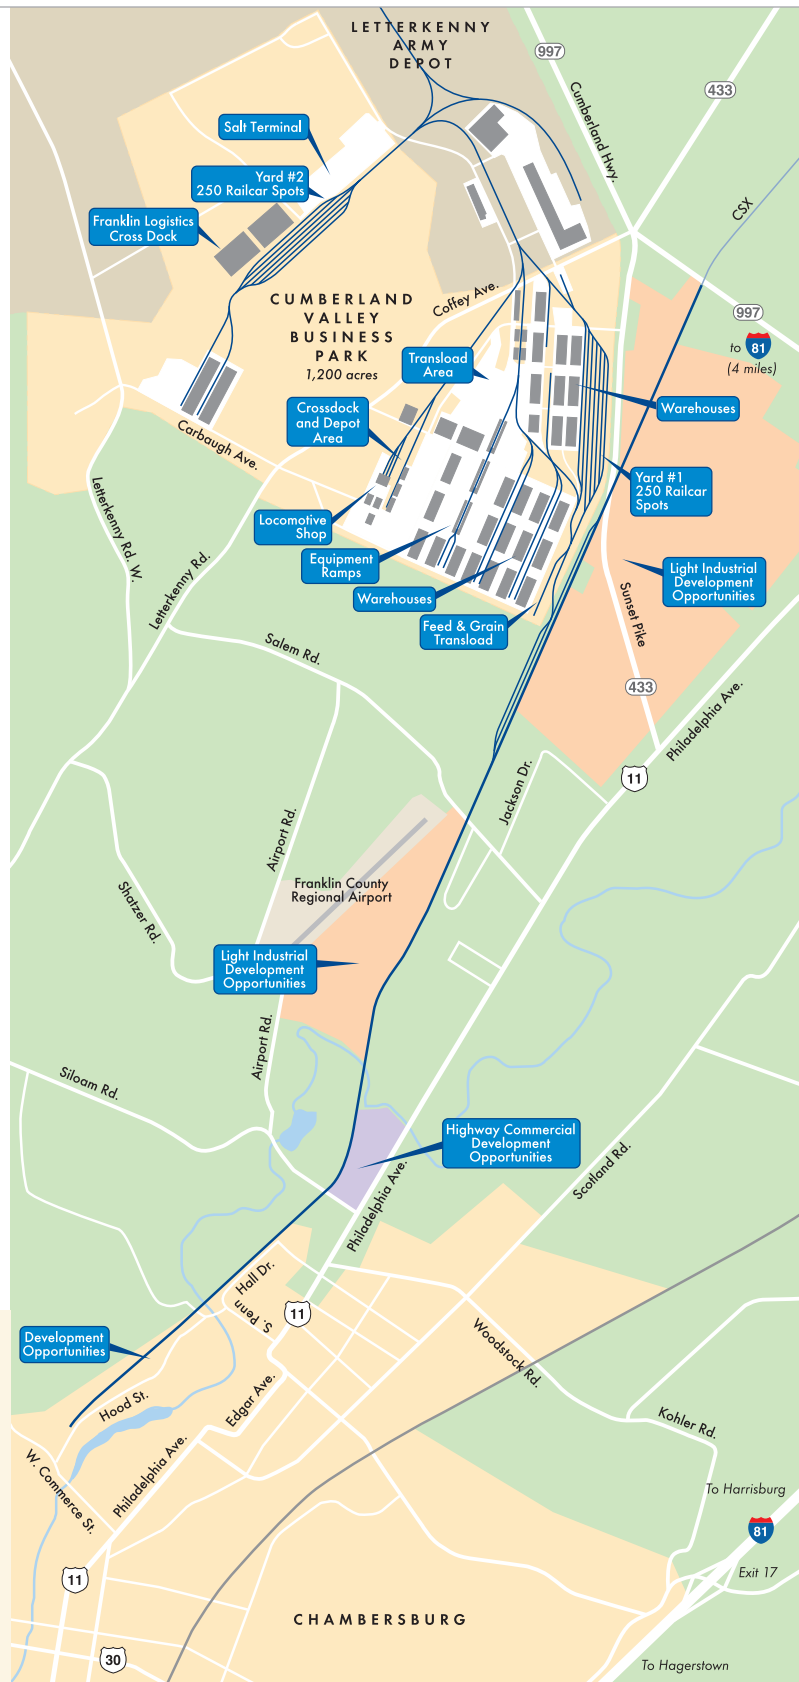 LETTERKENNY
ARMY
DEPOT
997
433
Cumberland Hwy.
Salt Terminal
Yard #2
250 Railcar Spots
Franklin Logistics
Cross Dock
CSX
CUMBERLAND
VALLEY
BUSINESS
PARK
1,200 acres
Coffey Ave.
997
to 81
(4 miles)
Transload
Area
Warehouses
Crossdock
and Depot
Area
Carbaugh Ave.
Yard #1
250 Railcar
Spots
Letterkenny Rd. W.
Locomotive
Shop
Equipment
Ramps
Warehouses
Feed & Grain
Transload
Light Industrial
Development
Opportunities
Letterkenny Rd.
Sunset Pike
Salem Rd.
433
Philadelphia Ave.
11
Jackson Dr.
Airport Rd.
Franklin County
Regional Airport
Shatzer Rd.
Light Industrial
Development
Opportunities
Airport Rd.
Siloam Rd.
Highway Commercial
Development
Opportunities
Scotland Rd.
Philadelphia Ave.
Hall Dr.
S. Penn
11
Development
Opportunities
Woodstock Rd.
Hood St.
Edgar Ave.
Kohler Rd.
Philadelphia Ave.
W. Commerce St.
To Harrisburg
81
Exit 17
11
CHAMBERSBURG
30
To Hagerstown